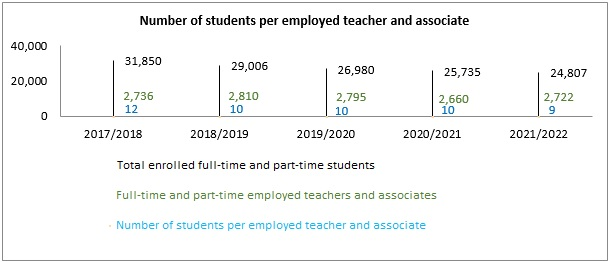 Number of students per employed teacher and associate
40,000
31,850 29,006 26,980 25,735 24,807
20,000
2,736 2,810 2,795 2,660 2,722
12 10 10 10 9
0
2017/2018 2018/2019 2019/2020 2020/2021 2021/2022
Total enrolled full-time and part-time students
Full-time and part-time employed teachers and associates
Number of students per employed teacher and associate